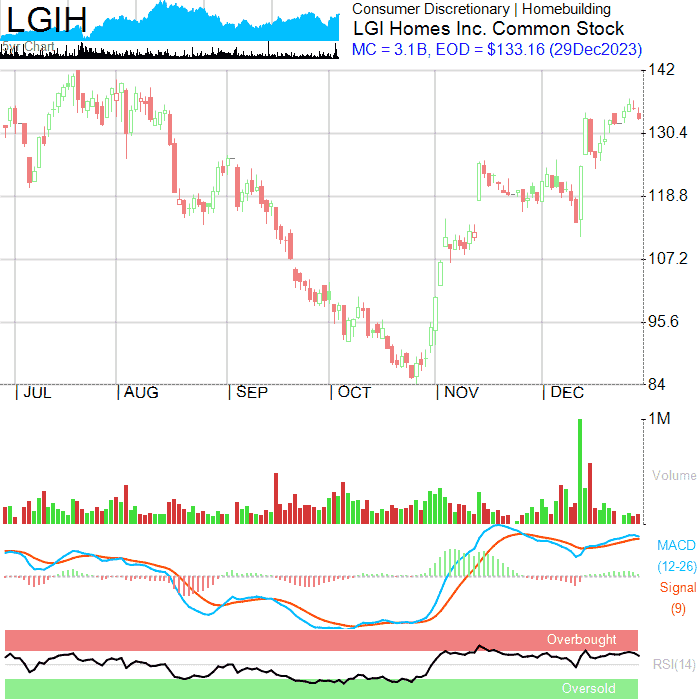 LGIH
Consumer Discretionary | Homebuilding
LGI Homes Inc. Common Stock
MC = 3.1B, EOD = $133.16 (29Dec2023)
5yr Chart
142
130.4
118.8
107.2
95.6
84
JUL
AUG
SEP
OCT
NOV
DEC
1M
Volume
MACD
(12-26)
Signal
(9)
Overbought
RSI(14)
Oversold